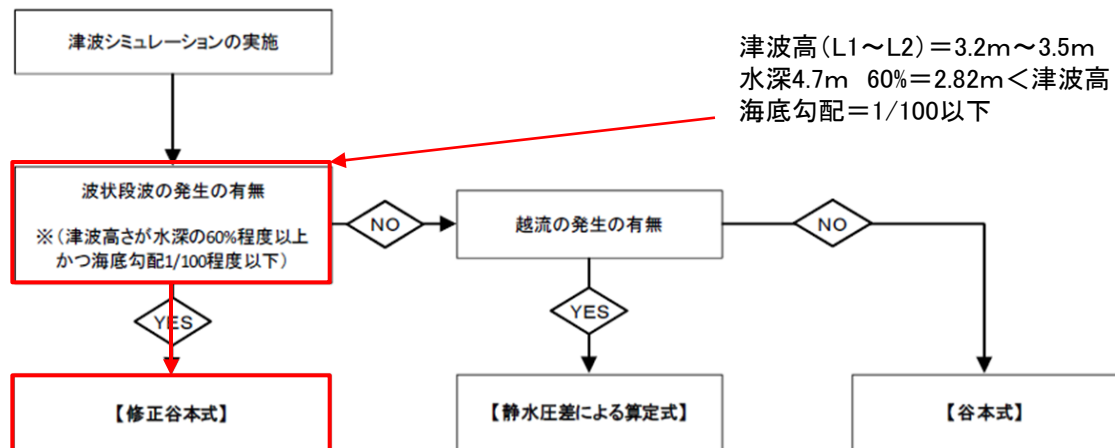 津波シミュレーションの実施
津波高(L1～L2)=3.2m～3.5m
水深4.7m 60%=2.82m<津波高
海底勾配=1/100以下
波状段波の発生の有無
※(津波高さが水深の60%程度以上
かつ海底勾配1/100程度以下)
NO
越流の発生の有無
NO
YES
YES
【修正谷本式】
【静水圧差による算定式】
【谷本式】